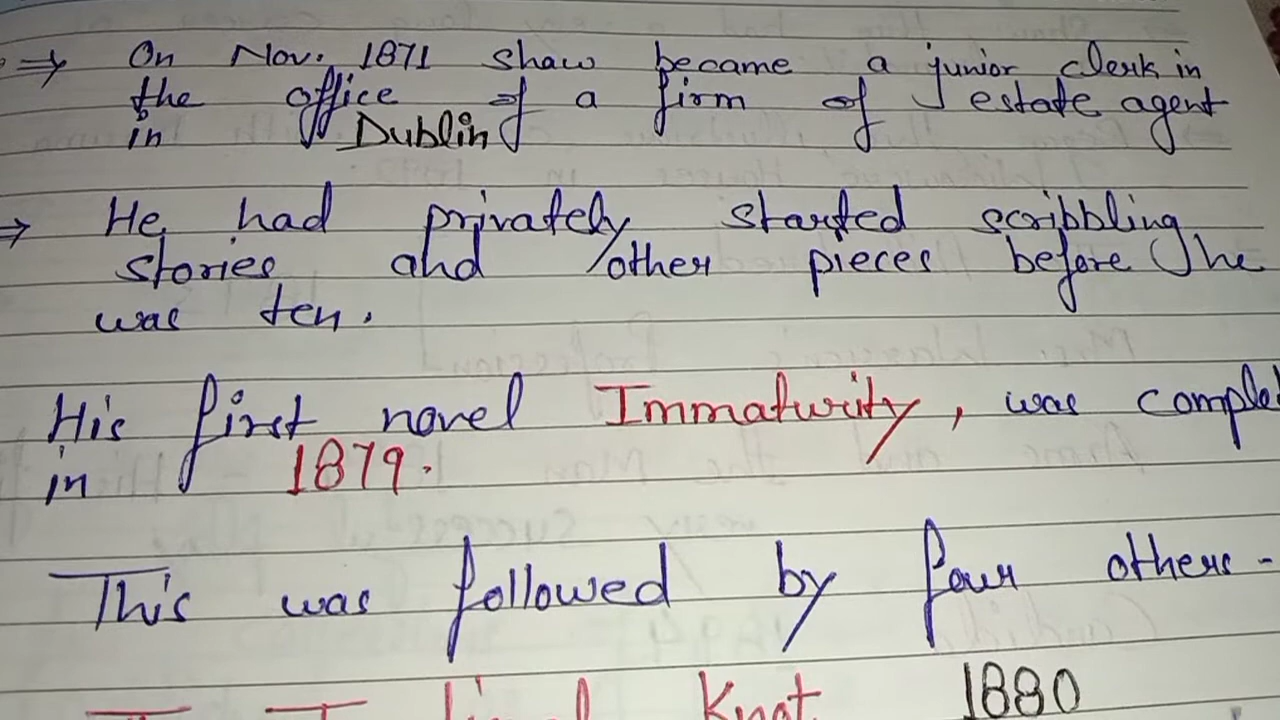 ⇒ On Nov. 1871 shaw became a junior clerk in
the office of a firm of estate agent
in Dublin
⇒ He had privately started scribbling
stories and other pieces before he
was ten.
His first novel Immaturity, was comple
in 1879.
This was followed by four others -
Knot 1880